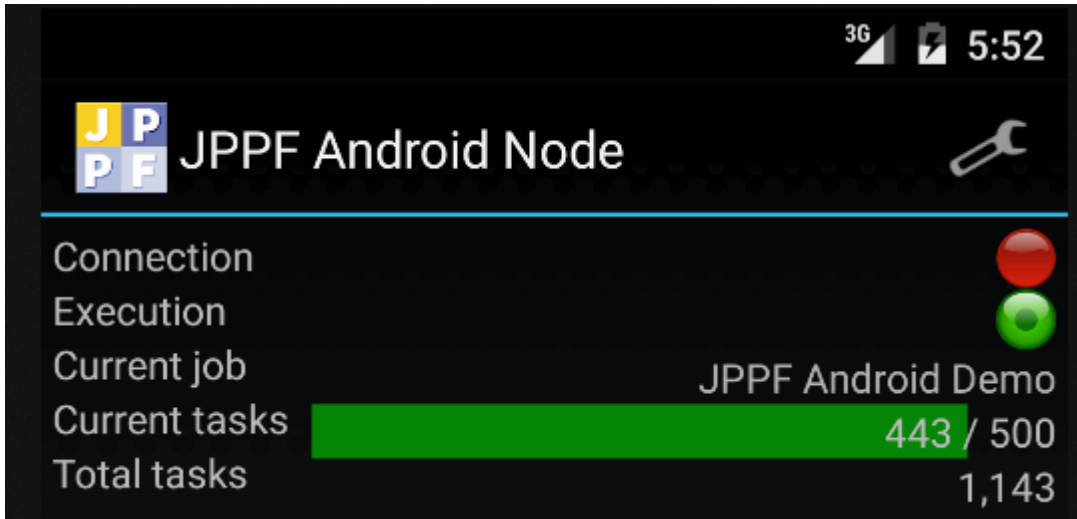 3G 5:52
J P
P F
JPPF Android Node
Connection
Execution
Current job JPPF Android Demo
Current tasks 443 / 500
Total tasks 1,143